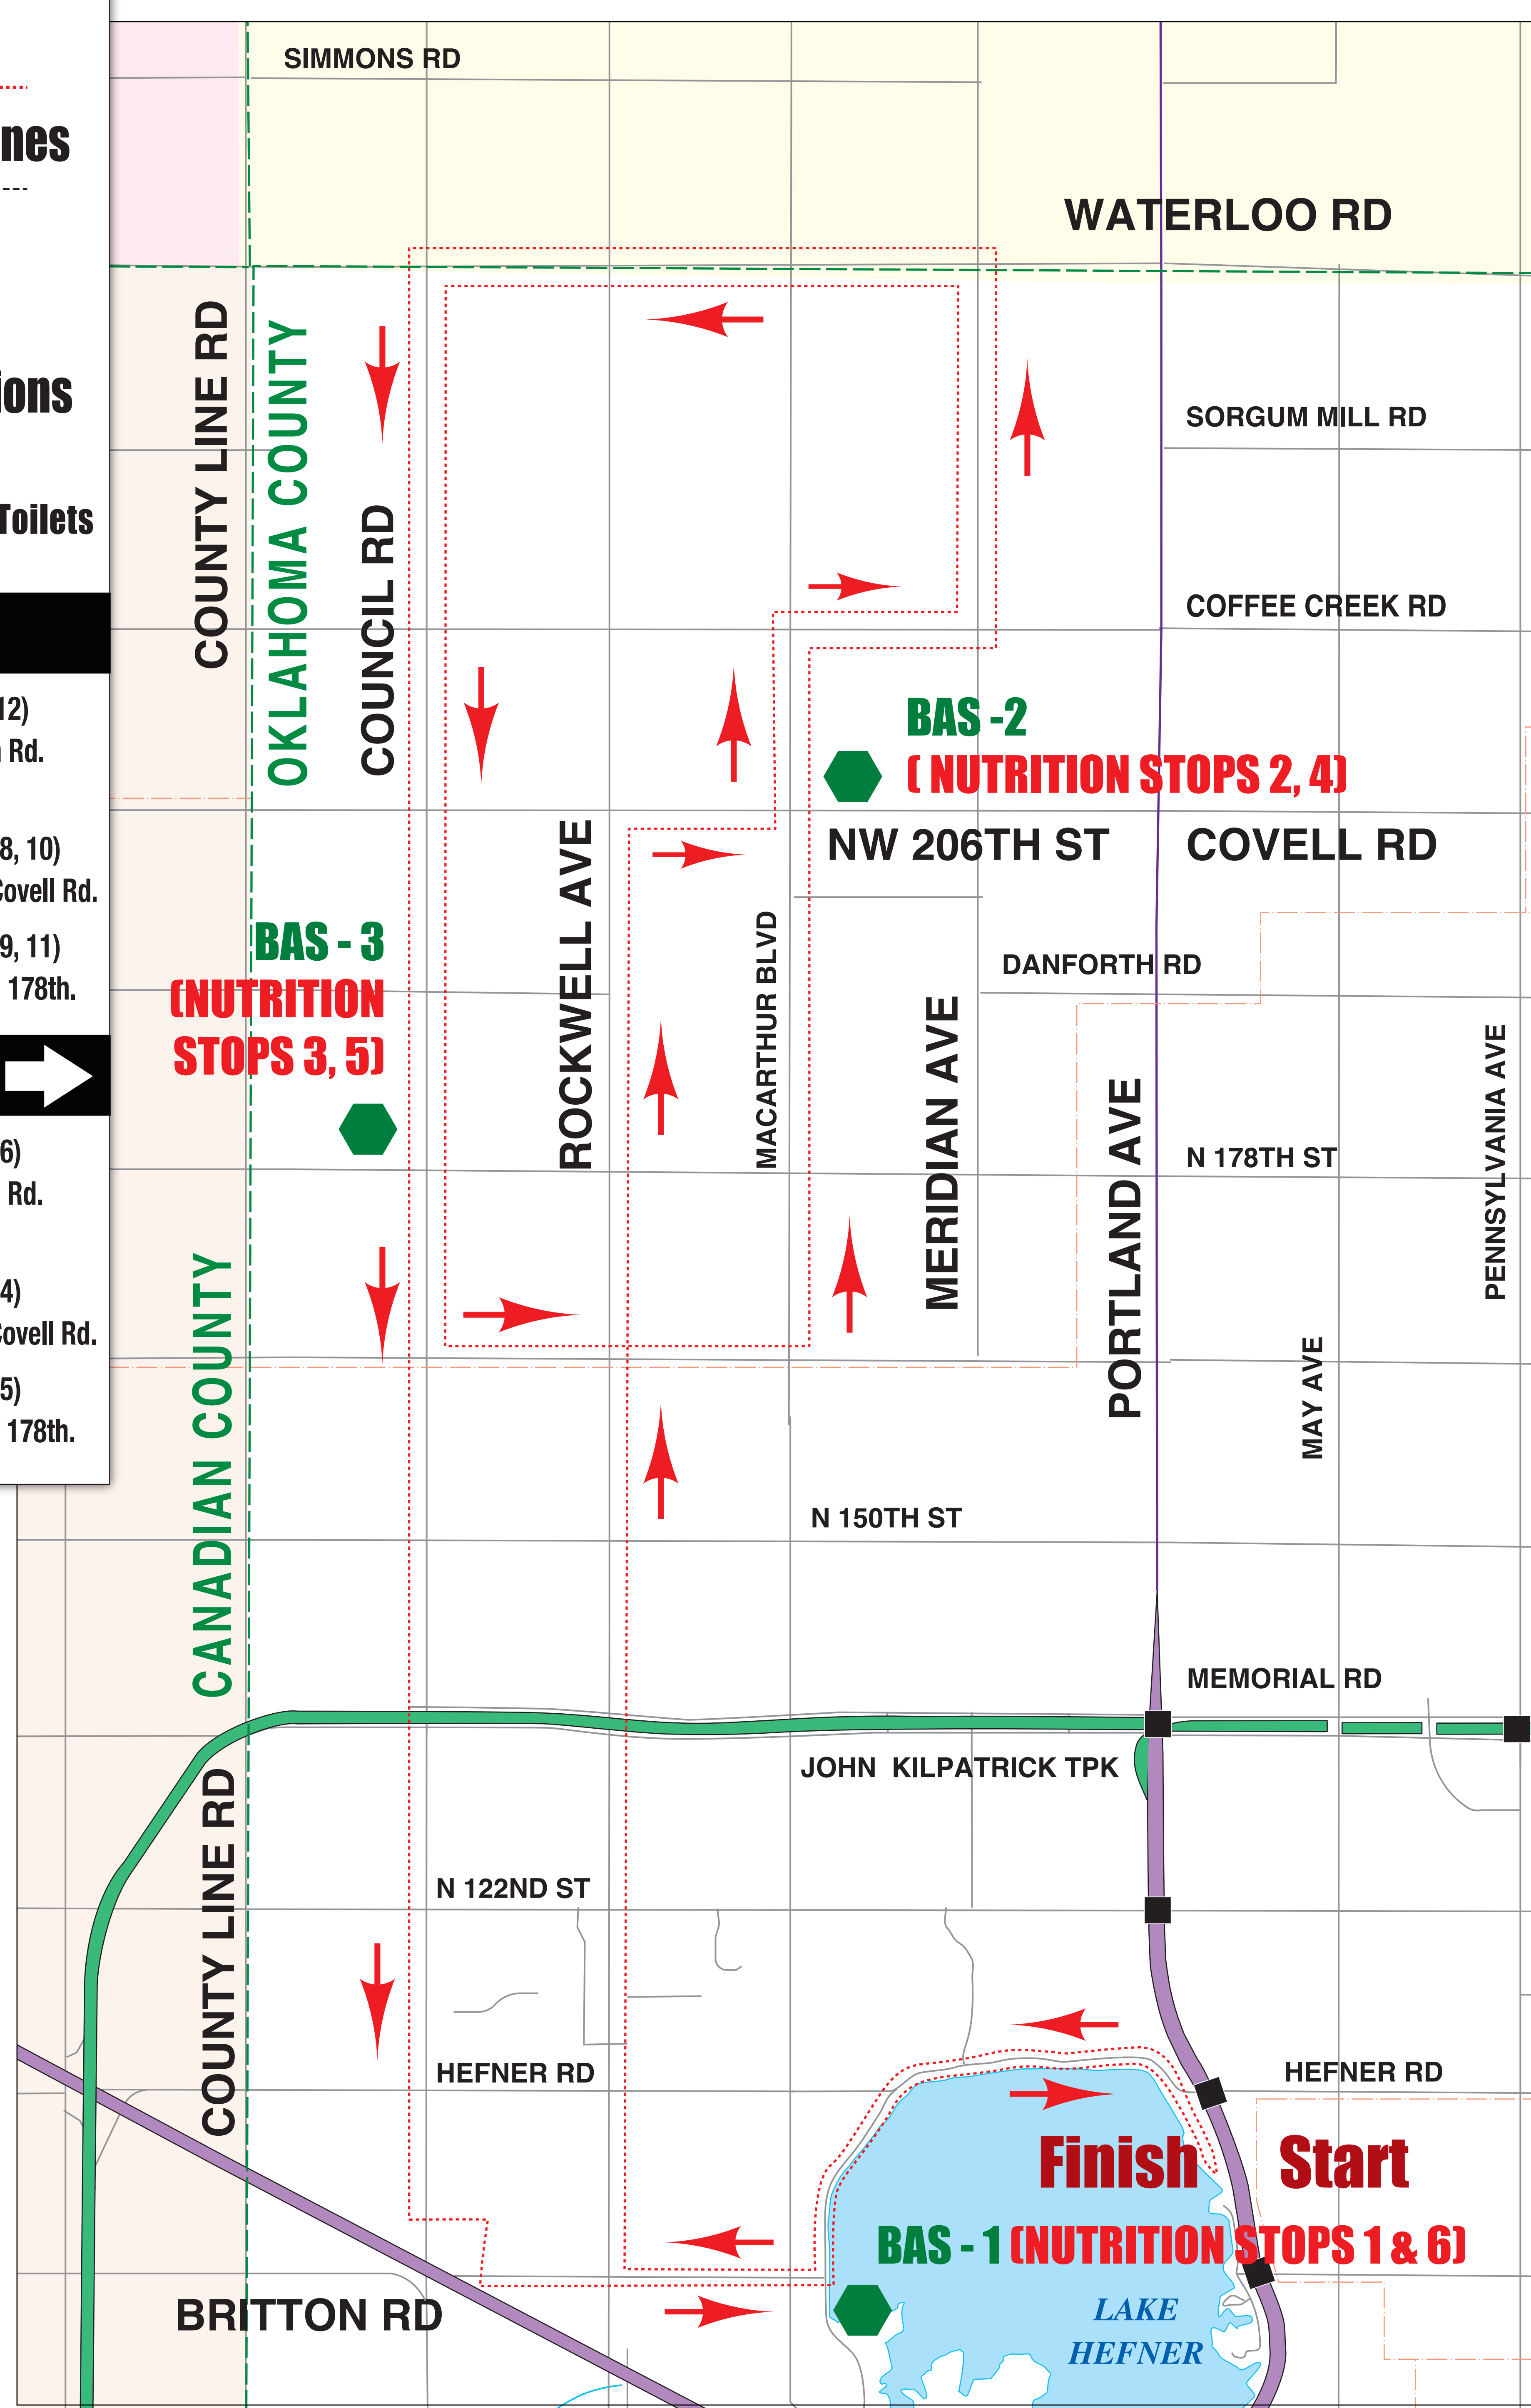 nes
ions
Toilets
12)
Rd.
8, 10)
Covell Rd.
9, 11)
178th.
6)
Rd.
4)
Covell Rd.
5)
178th.
SIMMONS RD
WATERLOO RD
COUNTY LINE RD
OKLAHOMA COUNTY
COUNCIL RD
SORGUM MILL RD
COFFEE CREEK RD
BAS -2
( NUTRITION STOPS 2, 4)
NW 206TH ST
COVELL RD
ROCKWELL AVE
MACARTHUR BLVD
BAS - 3
(NUTRITION
STOPS 3, 5)
DANFORTH RD
MERIDIAN AVE
PORTLAND AVE
N 178TH ST
PENNSYLVANIA AVE
CANADIAN COUNTY
MAY AVE
N 150TH ST
MEMORIAL RD
JOHN KILPATRICK TPK
COUNTY LINE RD
N 122ND ST
HEFNER RD
HEFNER RD
Finish
Start
BAS - 1 (NUTRITION STOPS 1 & 6)
BRITTON RD
LAKE
HEFNER